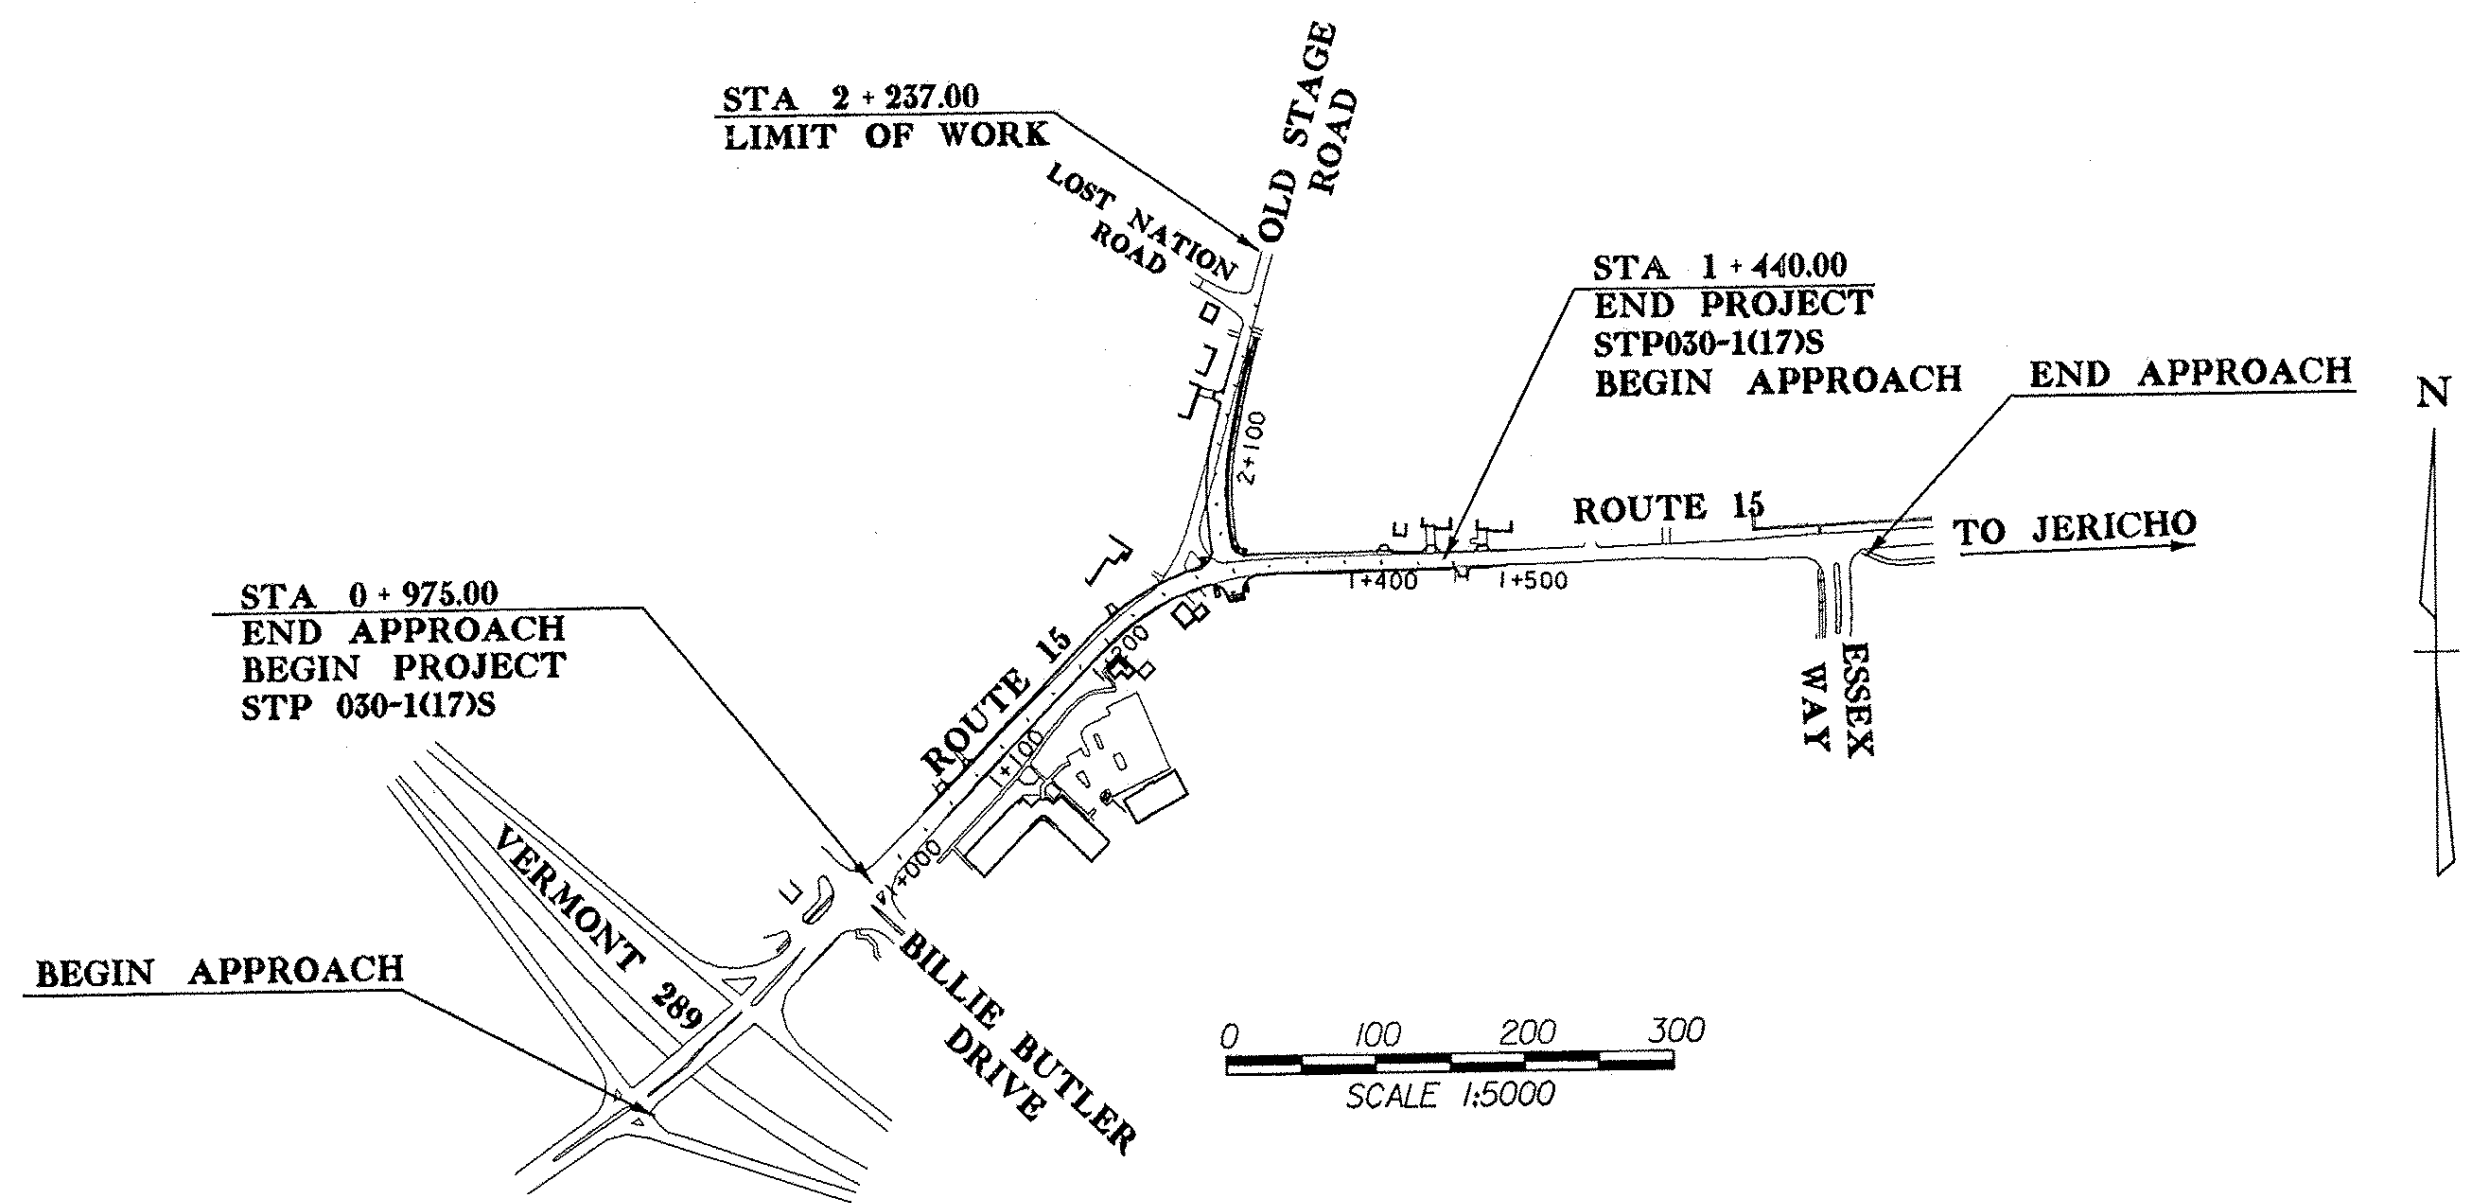 STA 2 + 237.00
LIMIT OF WORK
LOST NATION
ROAD
OLD STAGE
ROAD
STA 1 + 440.00
END PROJECT
STP030-1(17)S
BEGIN APPROACH
END APPROACH
N
2+100
ROUTE 15
TO JERICHO
1+400
1+500
STA 0 + 975.00
END APPROACH
BEGIN PROJECT
STP 030-1(17)S
ROUTE 15
1+200
1+100
1+000
ESSEX
WAY
VERMONT 289
BEGIN APPROACH
BILLIE BUTLER
DRIVE
0 100 200 300
SCALE 1:5000